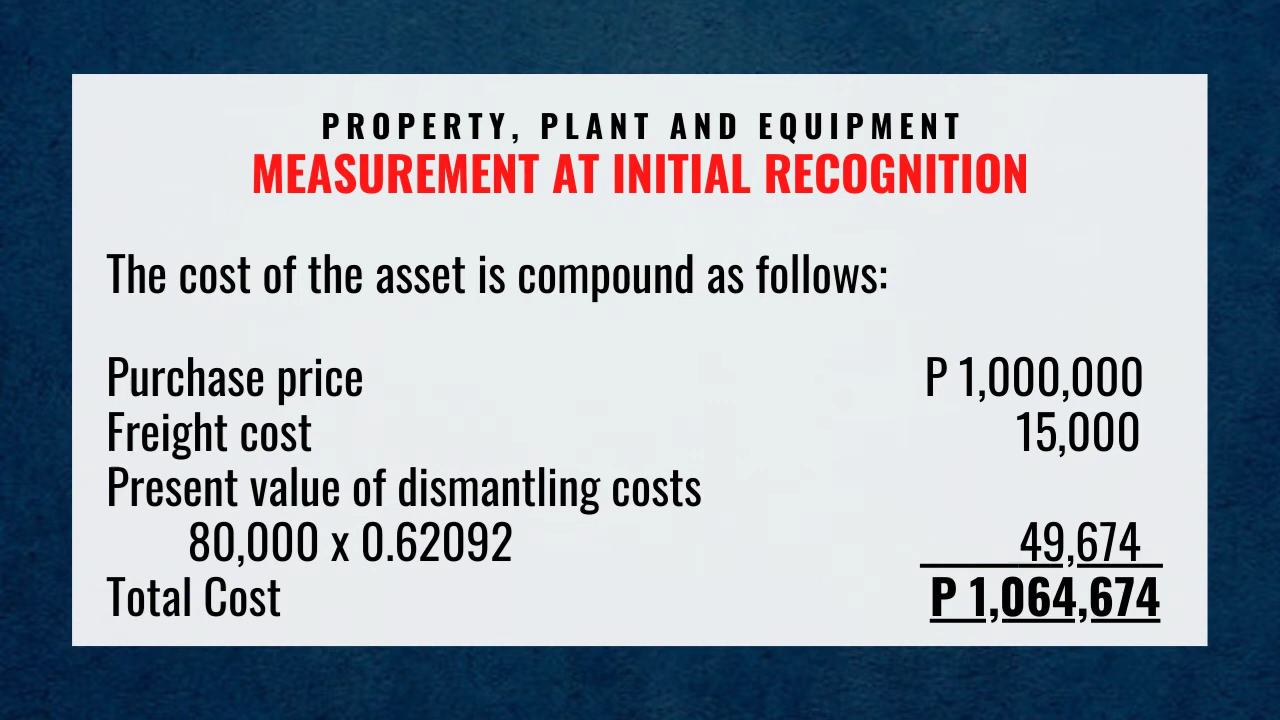 PROPERTY, PLANT AND EQUIPMENT
MEASUREMENT AT INITIAL RECOGNITION
The cost of the asset is compound as follows:
Purchase price P 1,000,000
Freight cost 15,000
Present value of dismantling costs
80,000 x 0.62092 49,674
Total Cost P 1,064,674